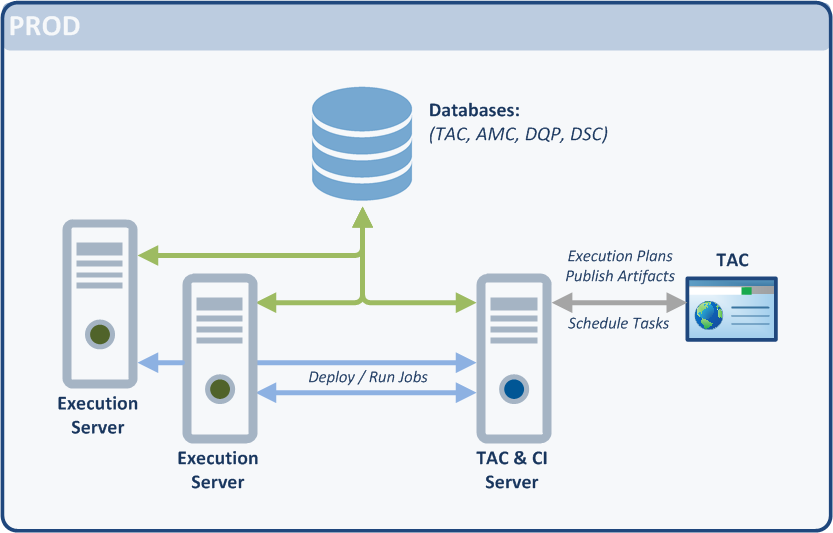 PROD
Databases:
(TAC, AMC, DQP, DSC)
Execution Plans
Publish Artifacts
TAC
Schedule Tasks
Deploy / Run Jobs
Execution
Server
Execution
Server
TAC & CI
Server